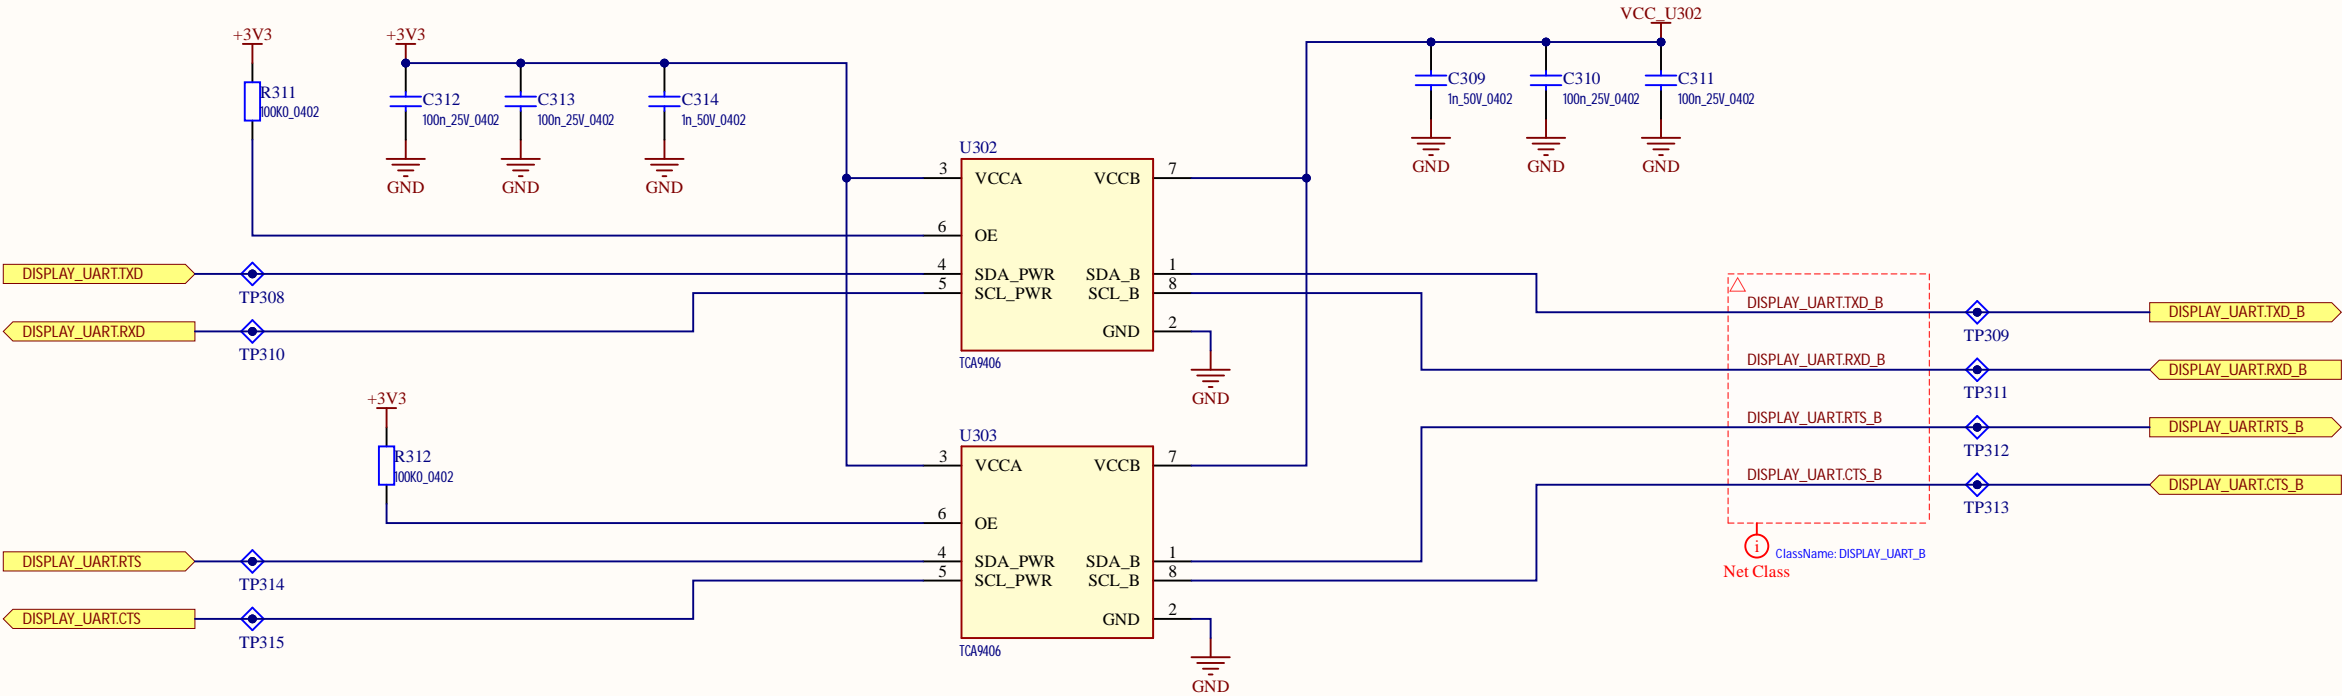 VCC_U302
+3V3
+3V3
R311
100K0_0402
C312
100n_25V_0402
C313
100n_25V_0402
C314
1n_50V_0402
C309
1n_50V_0402
C310
100n_25V_0402
C311
100n_25V_0402
GND
GND
GND
GND
GND
GND
U302
3
VCCA
VCCB
7
6
OE
4
SDA_PWR
SDA_B
1
5
SCL_PWR
SCL_B
8
GND
2
TCA9406
GND
DISPLAY_UART.TXD
TP308
DISPLAY_UART.RXD
TP310
DISPLAY_UART.TXD_B
TP309
DISPLAY_UART.TXD_B
DISPLAY_UART.RXD_B
TP311
DISPLAY_UART.RXD_B
DISPLAY_UART.RTS_B
TP312
DISPLAY_UART.RTS_B
DISPLAY_UART.CTS_B
TP313
DISPLAY_UART.CTS_B
i
ClassName: DISPLAY_UART_B
Net Class
+3V3
R312
100K0_0402
U303
3
VCCA
VCCB
7
6
OE
4
SDA_PWR
SDA_B
1
5
SCL_PWR
SCL_B
8
GND
2
TCA9406
GND
DISPLAY_UART.RTS
TP314
DISPLAY_UART.CTS
TP315